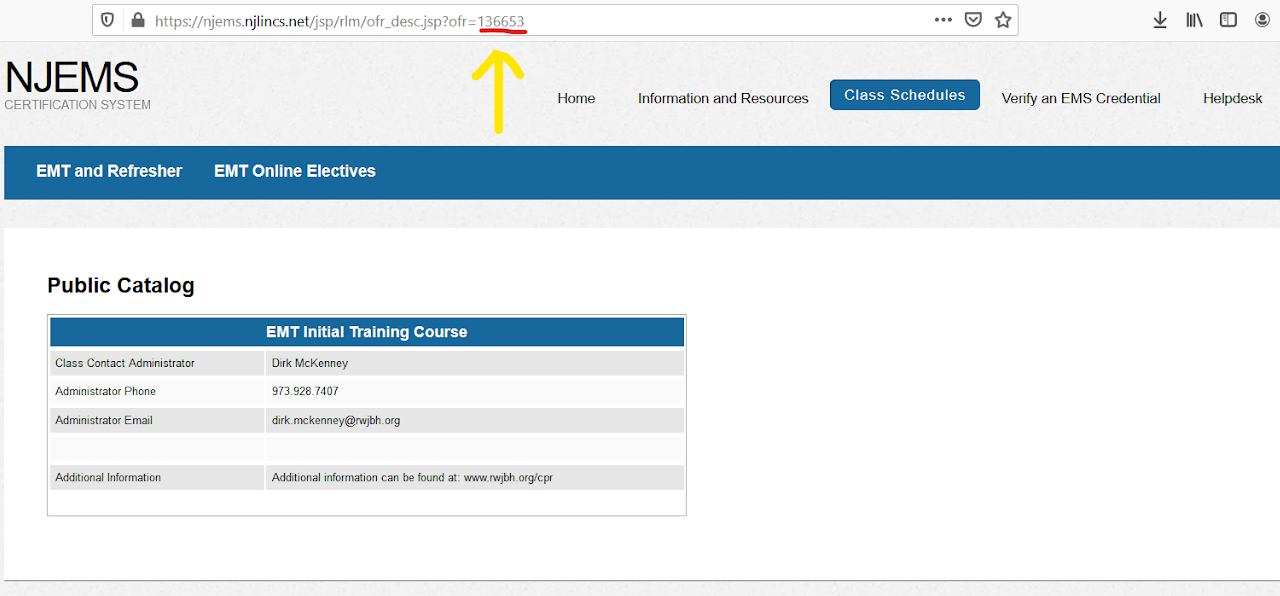 https://njems.njlincs.net/jsp/rlm/ofr_desc.jsp?ofr=136653
NJEMS
CERTIFICATION SYSTEM
Home Information and Resources Class Schedules Verify an EMS Credential Helpdesk
EMT and Refresher EMT Online Electives
Public Catalog
EMT Initial Training Course
Class Contact Administrator Dirk McKenney
Administrator Phone 973.928.7407
Administrator Email dirk.mckenney@rwjbh.org
Additional Information Additional information can be found at: www.rwjbh.org/cpr